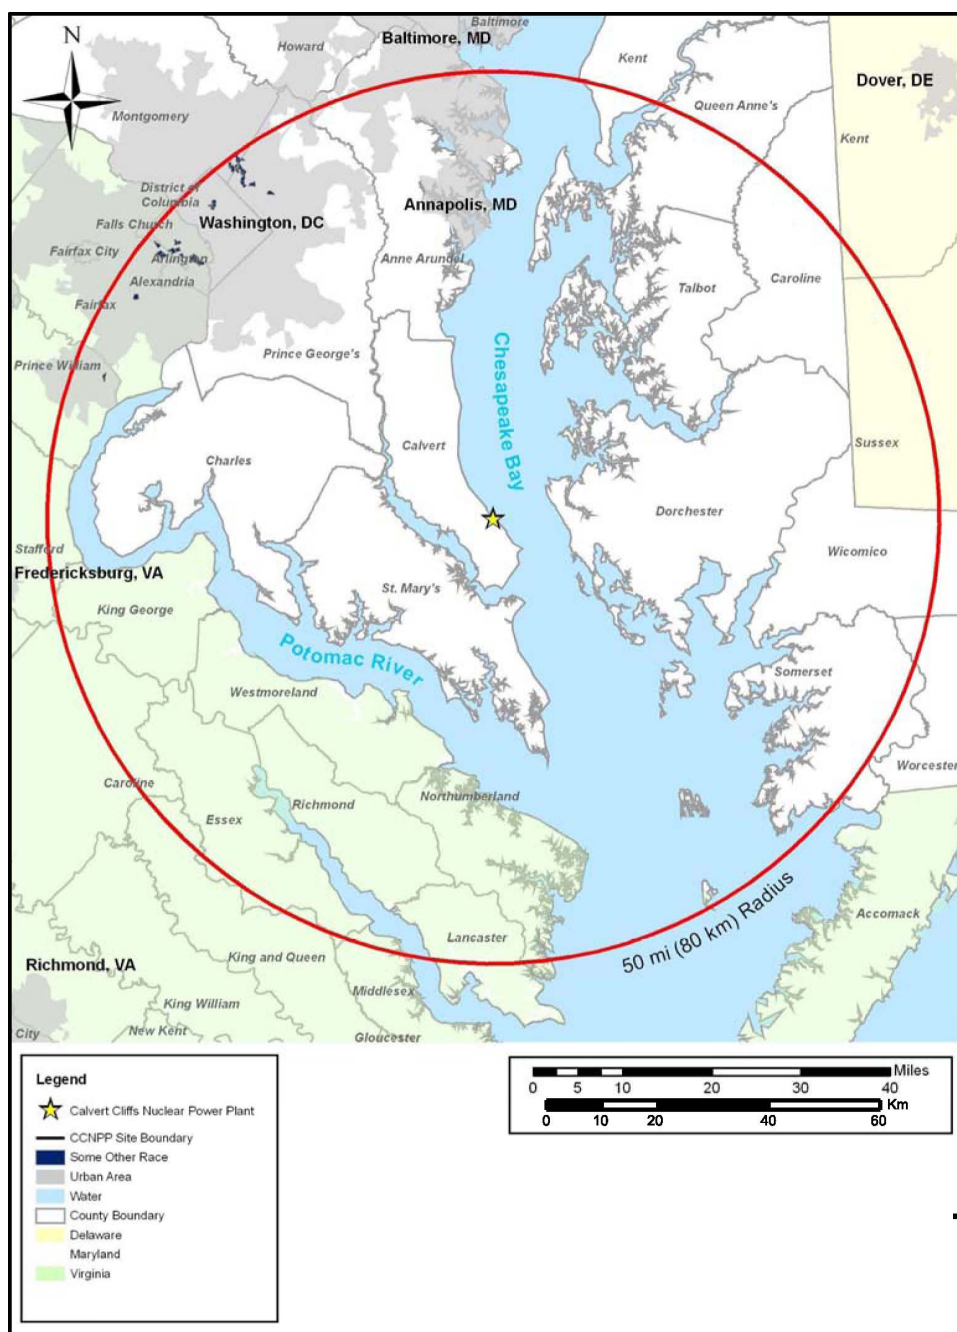 Baltimore
Baltimore, MD
Howard
Kent
N
Dover, DE
Queen Anne's
Montgomery
Kent
District of
Columbia
Annapolis, MD
Washington, DC
Falls Church
Fairfax City
Arlington
Anne Arundel
Caroline
Alexandria
Talbot
Fairfax
Chesapeake Bay
Prince George's
Prince William
Calvert
Sussex
Charles
Dorchester
Stafford
Wicomico
Fredericksburg, VA
St. Mary's
King George
Potomac River
Somerset
Westmoreland
Worcester
Caroline
Northumberland
Richmond
Essex
50 mi (80 km) Radius
Accomack
Lancaster
King and Queen
Richmond, VA
Middlesex
King William
New Kent
City
Gloucester
Legend
Calvert Cliffs Nuclear Power Plant
CCNPP Site Boundary
Some Other Race
Urban Area
Water
County Boundary
Delaware
Maryland
Virginia
Miles
0 5 10 20 30 40
Km
0 10 20 40 60